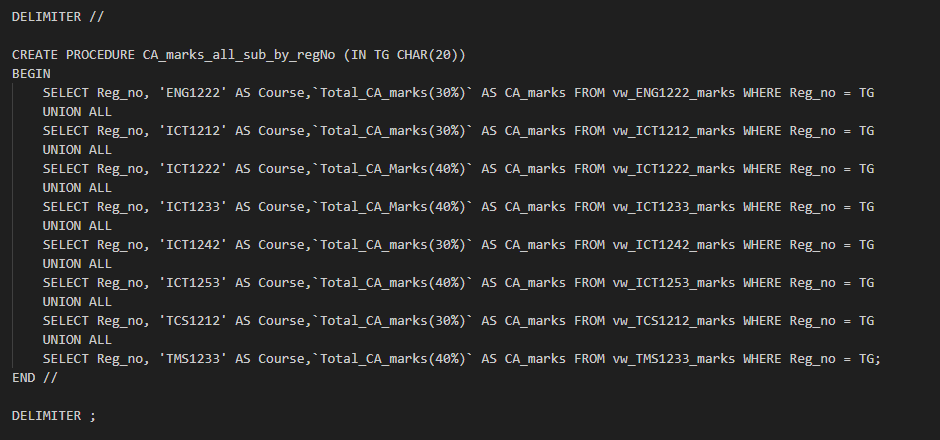 DELIMITER //

CREATE PROCEDURE CA_marks_all_sub_by_regNo (IN TG CHAR(20))
BEGIN
    SELECT Reg_no, 'ENG1222' AS Course,`Total_CA_marks(30%)` AS CA_marks FROM vw_ENG1222_marks WHERE Reg_no = TG
    UNION ALL
    SELECT Reg_no, 'ICT1212' AS Course,`Total_CA_marks(30%)` AS CA_marks FROM vw_ICT1212_marks WHERE Reg_no = TG
    UNION ALL
    SELECT Reg_no, 'ICT1222' AS Course,`Total_CA_Marks(40%)` AS CA_marks FROM vw_ICT1222_marks WHERE Reg_no = TG
    UNION ALL
    SELECT Reg_no, 'ICT1233' AS Course,`Total_CA_Marks(40%)` AS CA_marks FROM vw_ICT1233_marks WHERE Reg_no = TG
    UNION ALL
    SELECT Reg_no, 'ICT1242' AS Course,`Total_CA_marks(30%)` AS CA_marks FROM vw_ICT1242_marks WHERE Reg_no = TG
    UNION ALL
    SELECT Reg_no, 'ICT1253' AS Course,`Total_CA_marks(40%)` AS CA_marks FROM vw_ICT1253_marks WHERE Reg_no = TG
    UNION ALL
    SELECT Reg_no, 'TCS1212' AS Course,`Total_CA_marks(30%)` AS CA_marks FROM vw_TCS1212_marks WHERE Reg_no = TG
    UNION ALL
    SELECT Reg_no, 'TMS1233' AS Course,`Total_CA_marks(40%)` AS CA_marks FROM vw_TMS1233_marks WHERE Reg_no = TG;
END //

DELIMITER ;